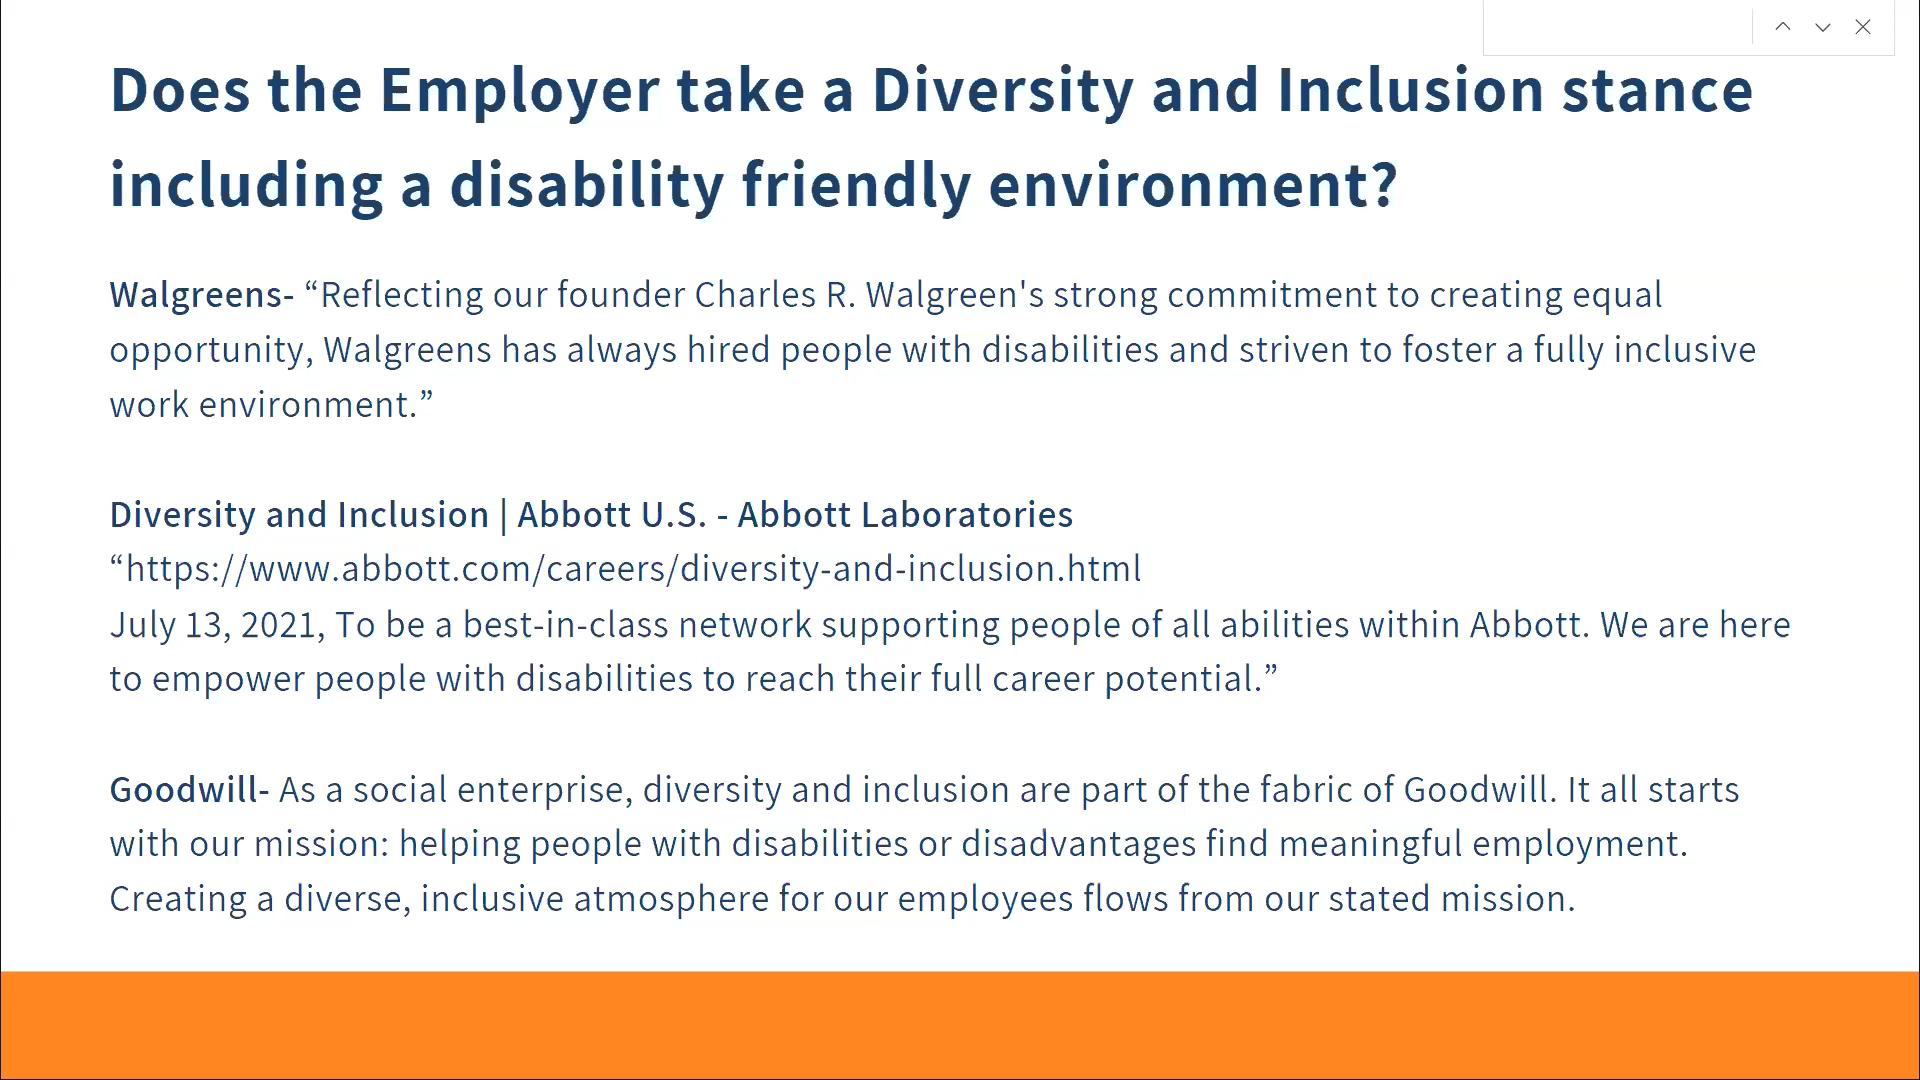 Does the Employer take a Diversity and Inclusion stance
including a disability friendly environment?
Walgreens- “Reflecting our founder Charles R. Walgreen's strong commitment to creating equal
opportunity, Walgreens has always hired people with disabilities and striven to foster a fully inclusive
work environment.”
Diversity and Inclusion | Abbott U.S. - Abbott Laboratories
“https://www.abbott.com/careers/diversity-and-inclusion.html
July 13, 2021, To be a best-in-class network supporting people of all abilities within Abbott. We are here
to empower people with disabilities to reach their full career potential.”
Goodwill- As a social enterprise, diversity and inclusion are part of the fabric of Goodwill. It all starts
with our mission: helping people with disabilities or disadvantages find meaningful employment.
Creating a diverse, inclusive atmosphere for our employees flows from our stated mission.